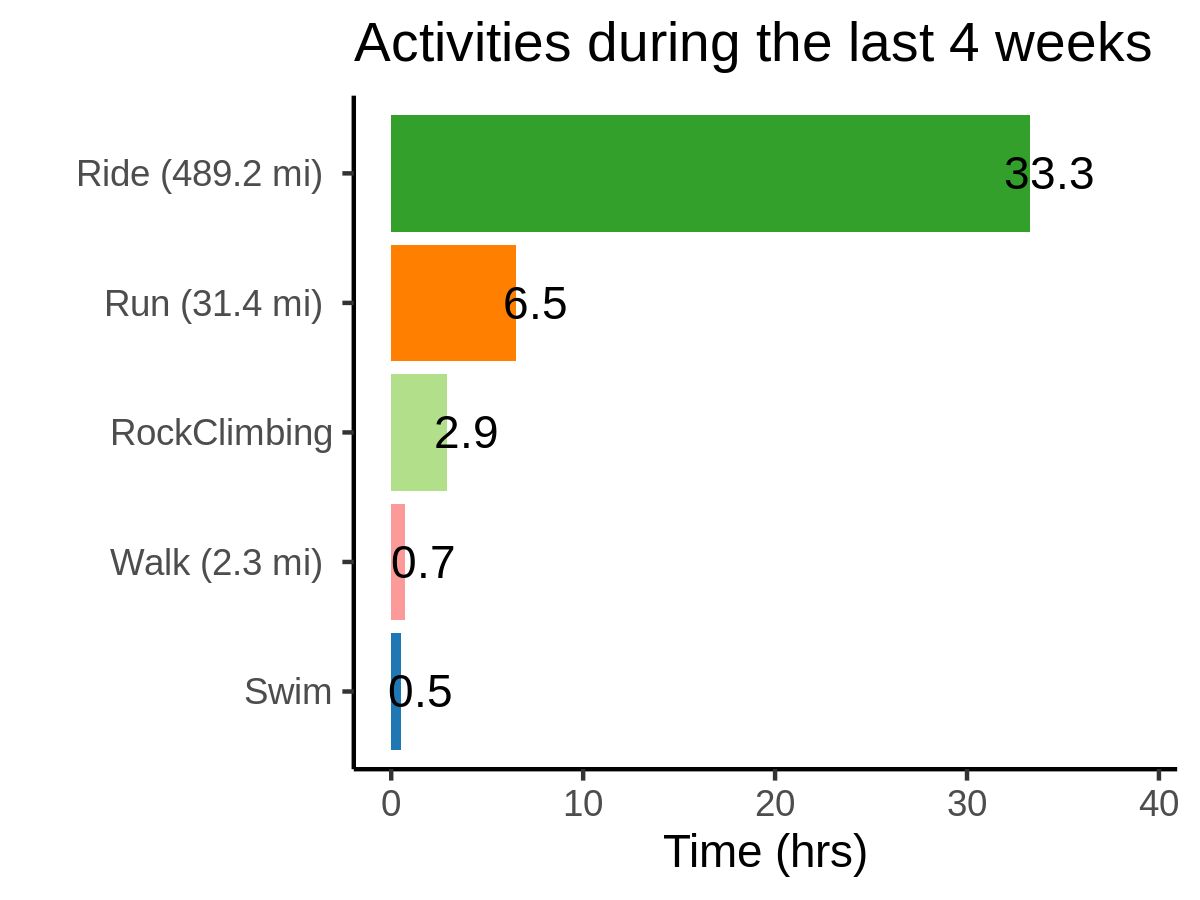 Activities during the last 4 weeks
Ride (489.2 mi)
33.3
Run (31.4 mi)
6.5
RockClimbing
2.9
Walk (2.3 mi)
0.7
Swim
0.5
0 10 20 30 40
Time (hrs)